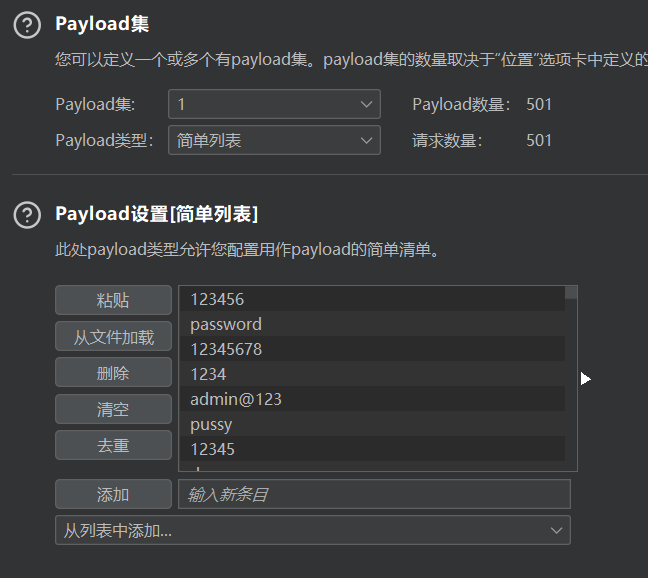 Payload集
您可以定义一个或多个有payload集。payload集的数量取决于“位置”选项卡中定义的
Payload集: 1 Payload数量: 501
Payload类型: 简单列表 请求数量: 501
Payload设置[简单列表]
此处payload类型允许您配置用作payload的简单清单。
粘贴
从文件加载
删除
清空
去重
123456
password
12345678
1234
admin@123
pussy
12345
添加 输入新条目
从列表中添加...